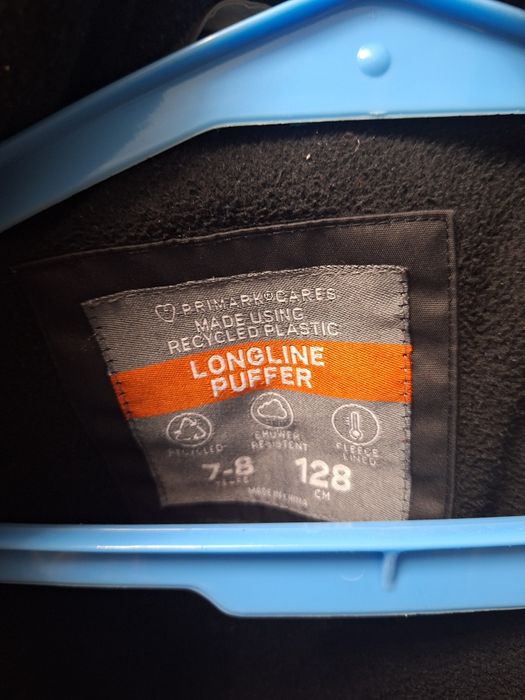 PRIMARK®CARES
MADE USING
RECYCLED PLASTIC
LONGLINE
PUFFER
RECYCLED
SHOWER
RESISTENT
FLEECE
LINED
7-8
YEARS
128
CM
MADE IN CHINA